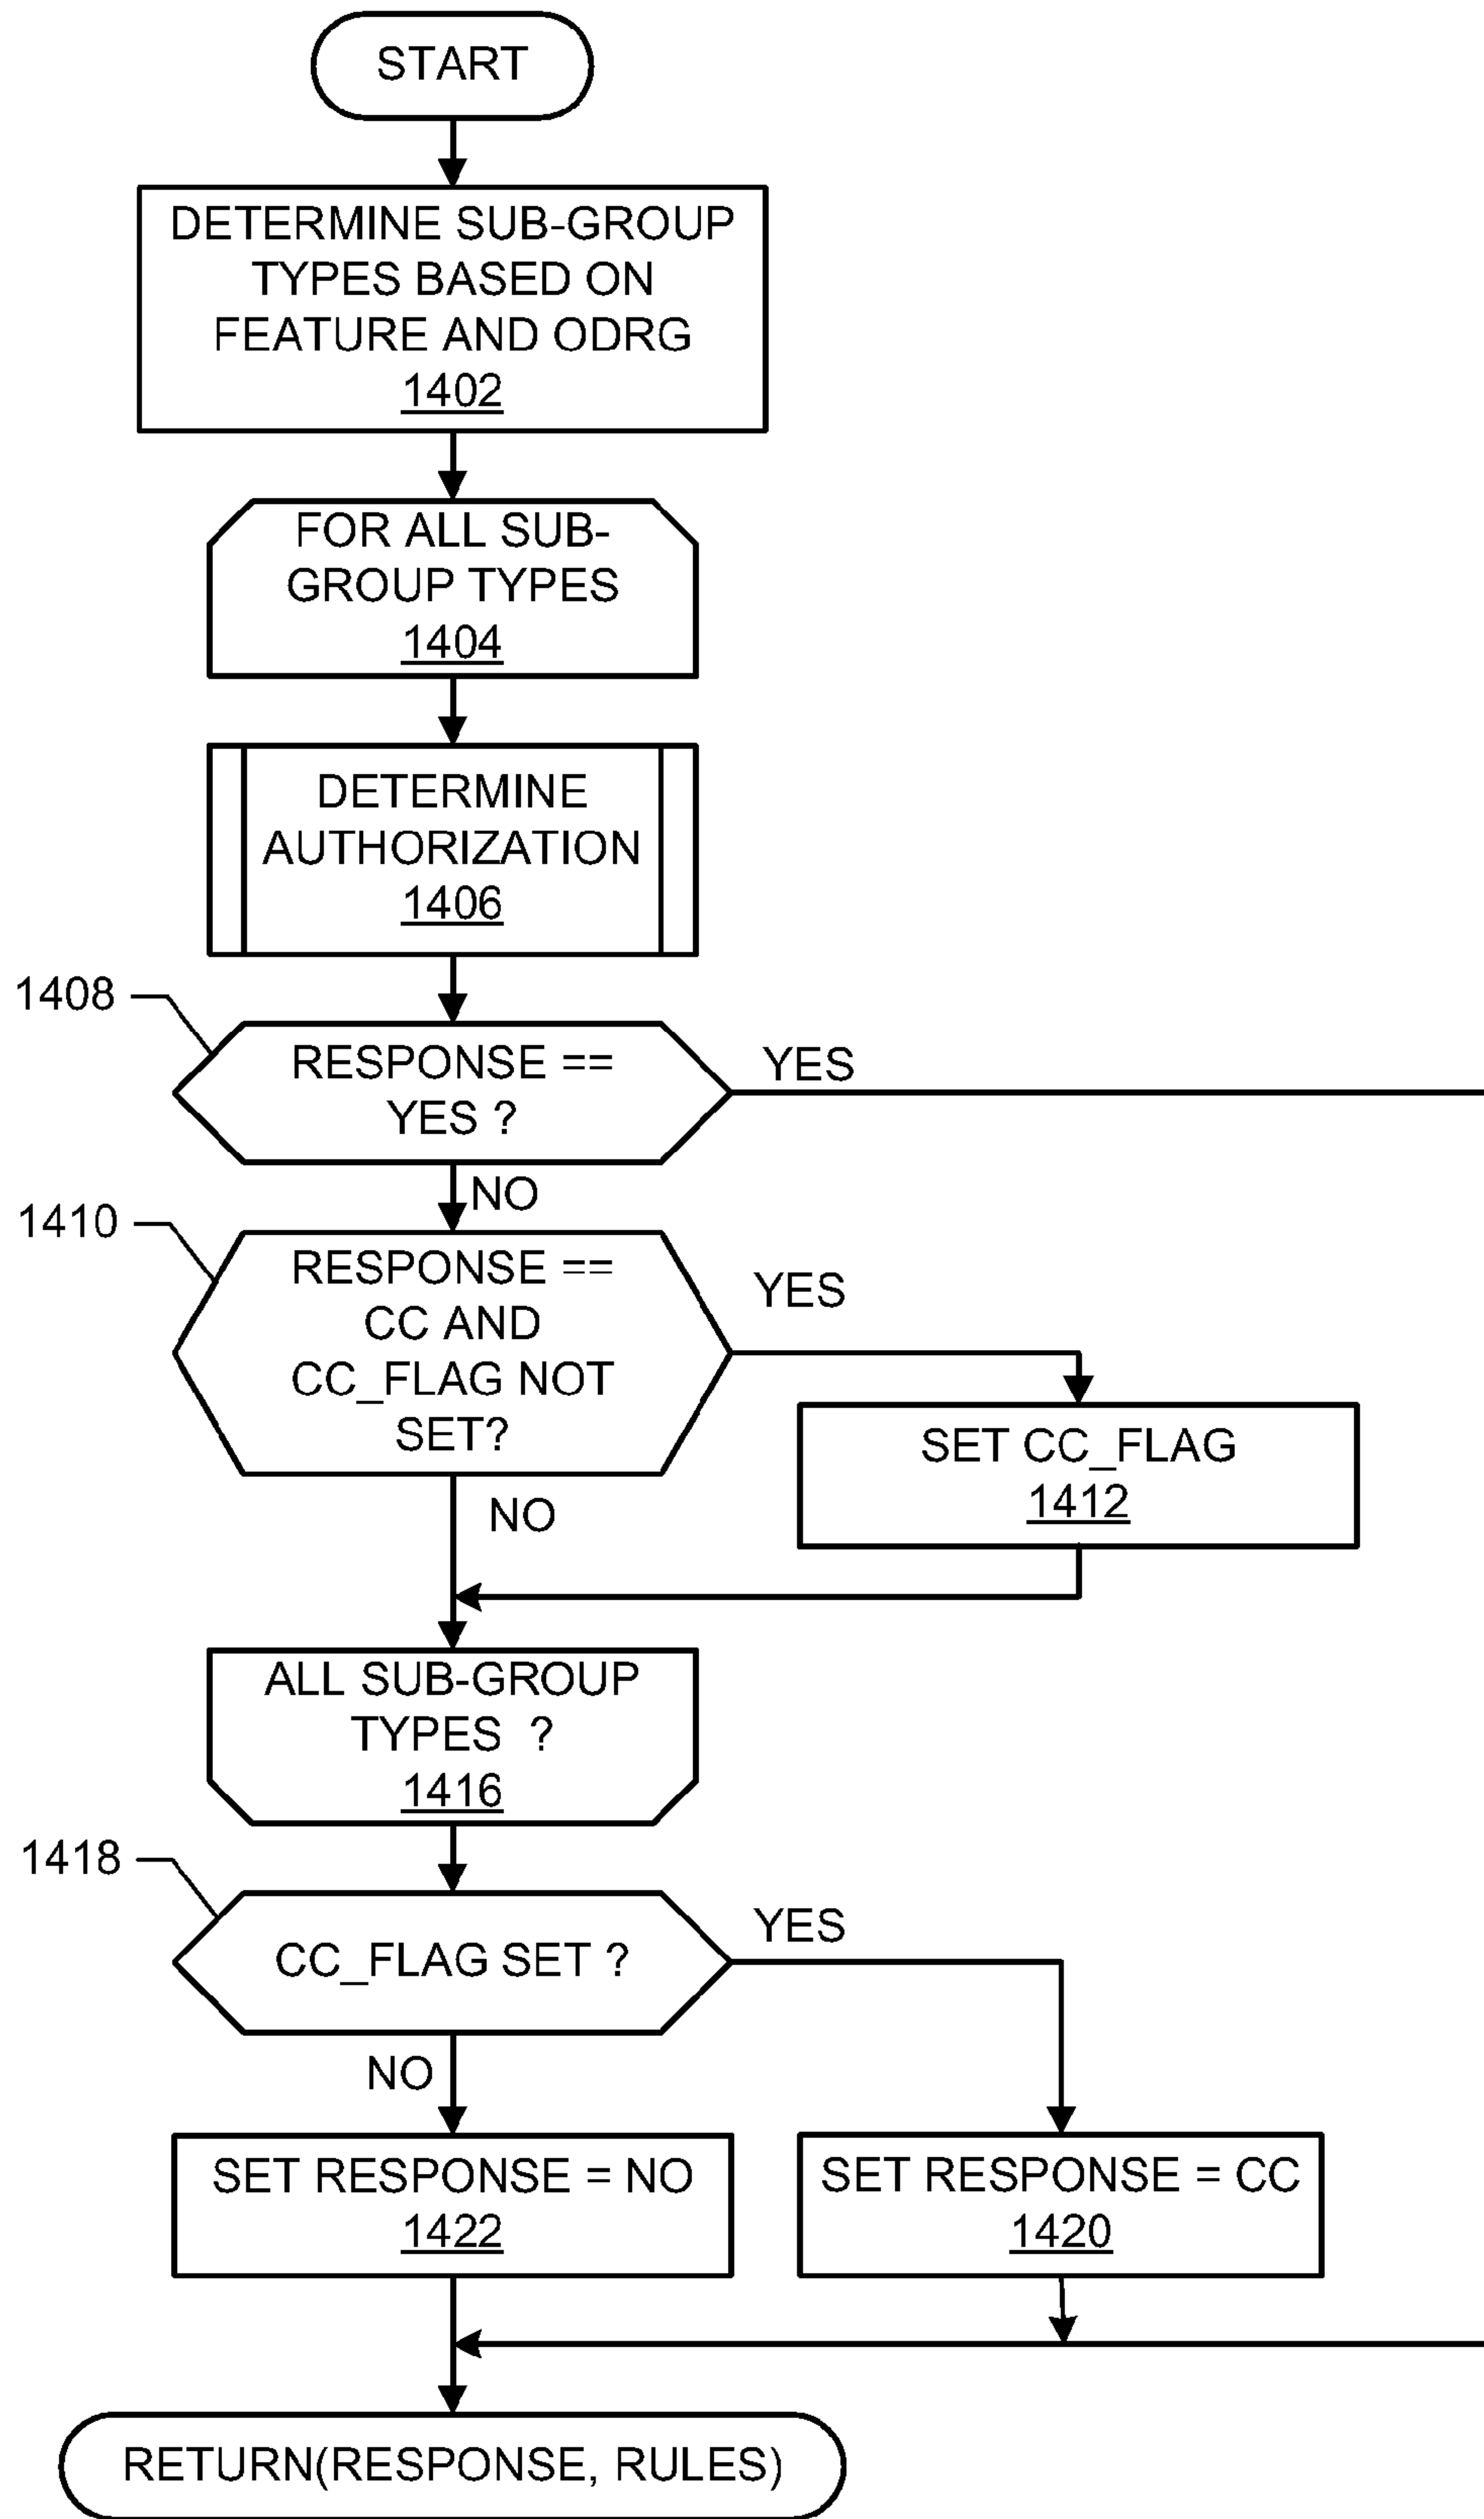 START
DETERMINE SUB-GROUP
TYPES BASED ON
FEATURE AND ODRG
1402
FOR ALL SUB-
GROUP TYPES
1404
DETERMINE
AUTHORIZATION
1406
1408
RESPONSE ==
YES ?
YES
NO
1410
RESPONSE ==
CC AND
CC_FLAG NOT
SET?
YES
SET CC_FLAG
1412
NO
ALL SUB-GROUP
TYPES ?
1416
1418
CC_FLAG SET ?
YES
NO
SET RESPONSE = NO
1422
SET RESPONSE = CC
1420
RETURN(RESPONSE, RULES)